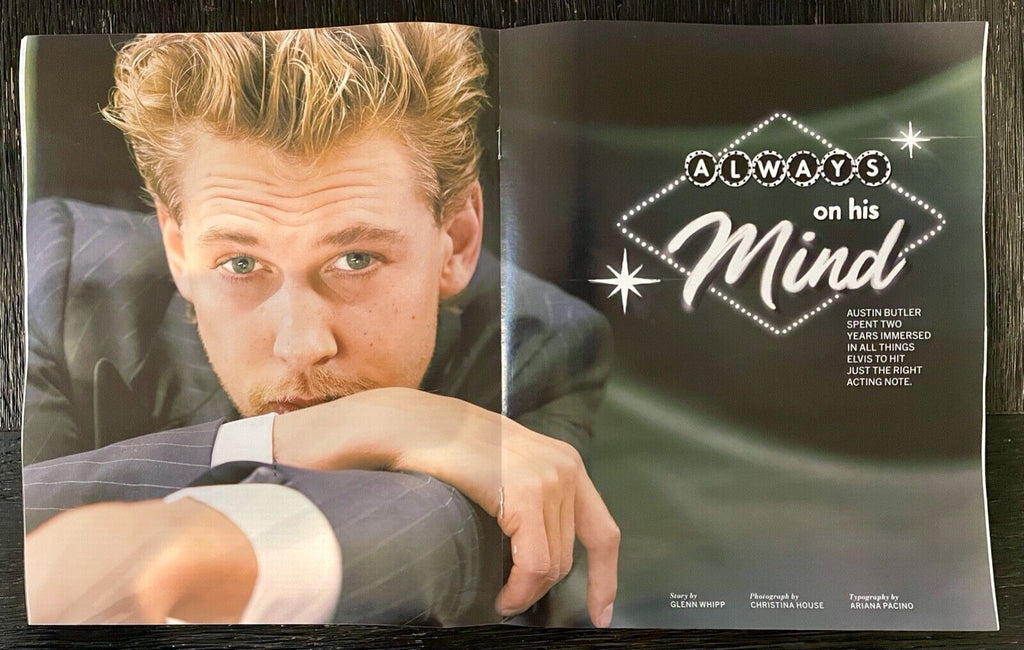 ALWAYS
on his
Mind
AUSTIN BUTLER
SPENT TWO
YEARS IMMERSED
IN ALL THINGS
ELVIS TO HIT
JUST THE RIGHT
ACTING NOTE.
Story by
GLENN WHIPP
Photograph by
CHRISTINA HOUSE
Typography by
ARIANA PACINO